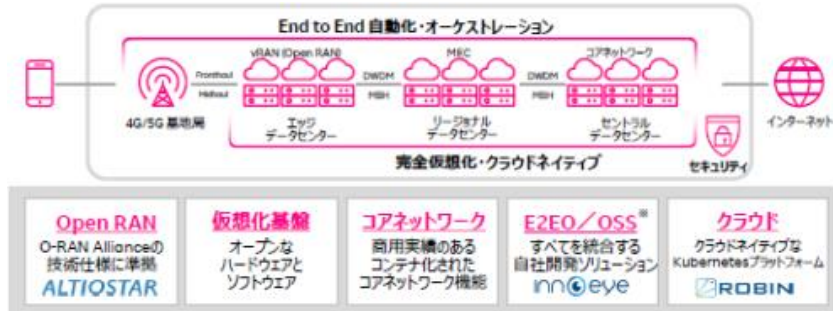 End to End 自動化・オーケストレーション
vRAN (Open RAN)
MEC
コアネットワーク
Fronthaul
Midhaul
DWDM
MBH
DWDM
MBH
4G/5G 基地局
エッジ
データセンター
リージョナル
データセンター
セントラル
データセンター
インターネット
完全仮想化・クラウドネイティブ
セキュリティ
Open RAN
O-RAN Allianceの
技術仕様に準拠
ALTIOSTAR
仮想化基盤
オープンな
ハードウェアと
ソフトウェア
コアネットワーク
商用実績のある
コンテナ化された
コアネットワーク機能
E2EO/OSS※
すべてを統合する
自社開発ソリューション
innoeye
クラウド
クラウドネイティブな
Kubernetesプラットフォーム
ROBIN